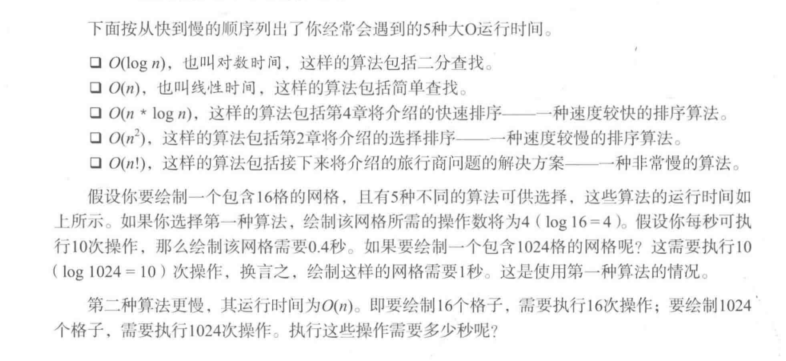 下面按从快到慢的顺序列出了你经常会遇到的5种大O运行时间。
❑ O(log n)，也叫对数时间，这样的算法包括二分查找。
❑ O(n)，也叫线性时间，这样的算法包括简单查找。
❑ O(n * log n)，这样的算法包括第4章将介绍的快速排序——一种速度较快的排序算法。
❑ O(n²)，这样的算法包括第2章将介绍的选择排序——一种速度较慢的排序算法。
❑ O(n!)，这样的算法包括接下来将介绍的旅行商问题的解决方案——一种非常慢的算法。
假设你要绘制一个包含16格的网格，且有5种不同的算法可供选择，这些算法的运行时间如
上所示。如果你选择第一种算法，绘制该网格所需的操作数将为4（log 16 = 4）。假设你每秒可执
行10次操作，那么绘制该网格需要0.4秒。如果要绘制一个包含1024格的网格呢？这需要执行10
（log 1024 = 10）次操作，换言之，绘制这样的网格需要1秒。这是使用第一种算法的情况。
第二种算法更慢，其运行时间为O(n)。即要绘制16个格子，需要执行16次操作；要绘制1024
个格子，需要执行1024次操作。执行这些操作需要多少秒呢？